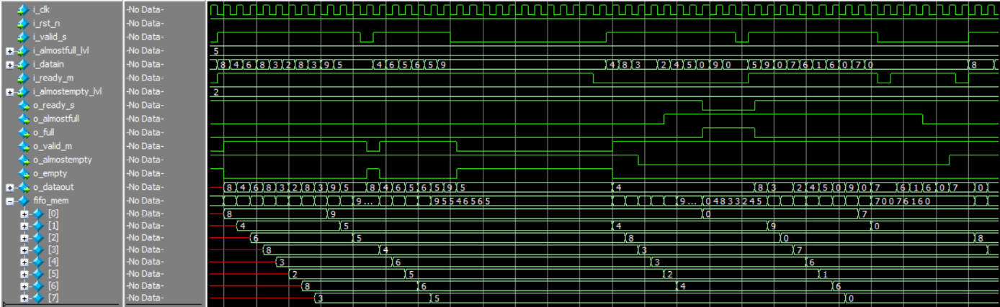 i_clk -No Data-
i_rst_n -No Data-
i_valid_s -No Data-
i_almostfull_lvl -No Data- 5
i_datain -No Data- 8 4 6 8 3 2 8 3 9 5 4 6 5 6 5 9 4 8 3 2 4 5 0 9 0 5 9 0 7 6 1 6 0 7 0 8
i_ready_m -No Data-
i_almostempty_lvl -No Data- 2
o_ready_s -No Data-
o_almostfull -No Data-
o_full -No Data-
o_valid_m -No Data-
o_almostempty -No Data-
o_empty -No Data-
o_dataout -No Data- 8 4 6 8 3 2 8 3 9 5 8 4 6 5 6 5 9 5 4 8 3 2 4 5 0 9 0 7 6 1 6 0 7 0
fifo_mem -No Data- 9... 95546565 9... 04833245 70076160
[0] -No Data- 8 9 0 7
[1] -No Data- 4 5 4 9 0
[2] -No Data- 6 5 8 0 8
[3] -No Data- 8 4 3 7
[4] -No Data- 3 6 3 6
[5] -No Data- 2 5 2 1
[6] -No Data- 8 6 4 6
[7] -No Data- 3 5 0